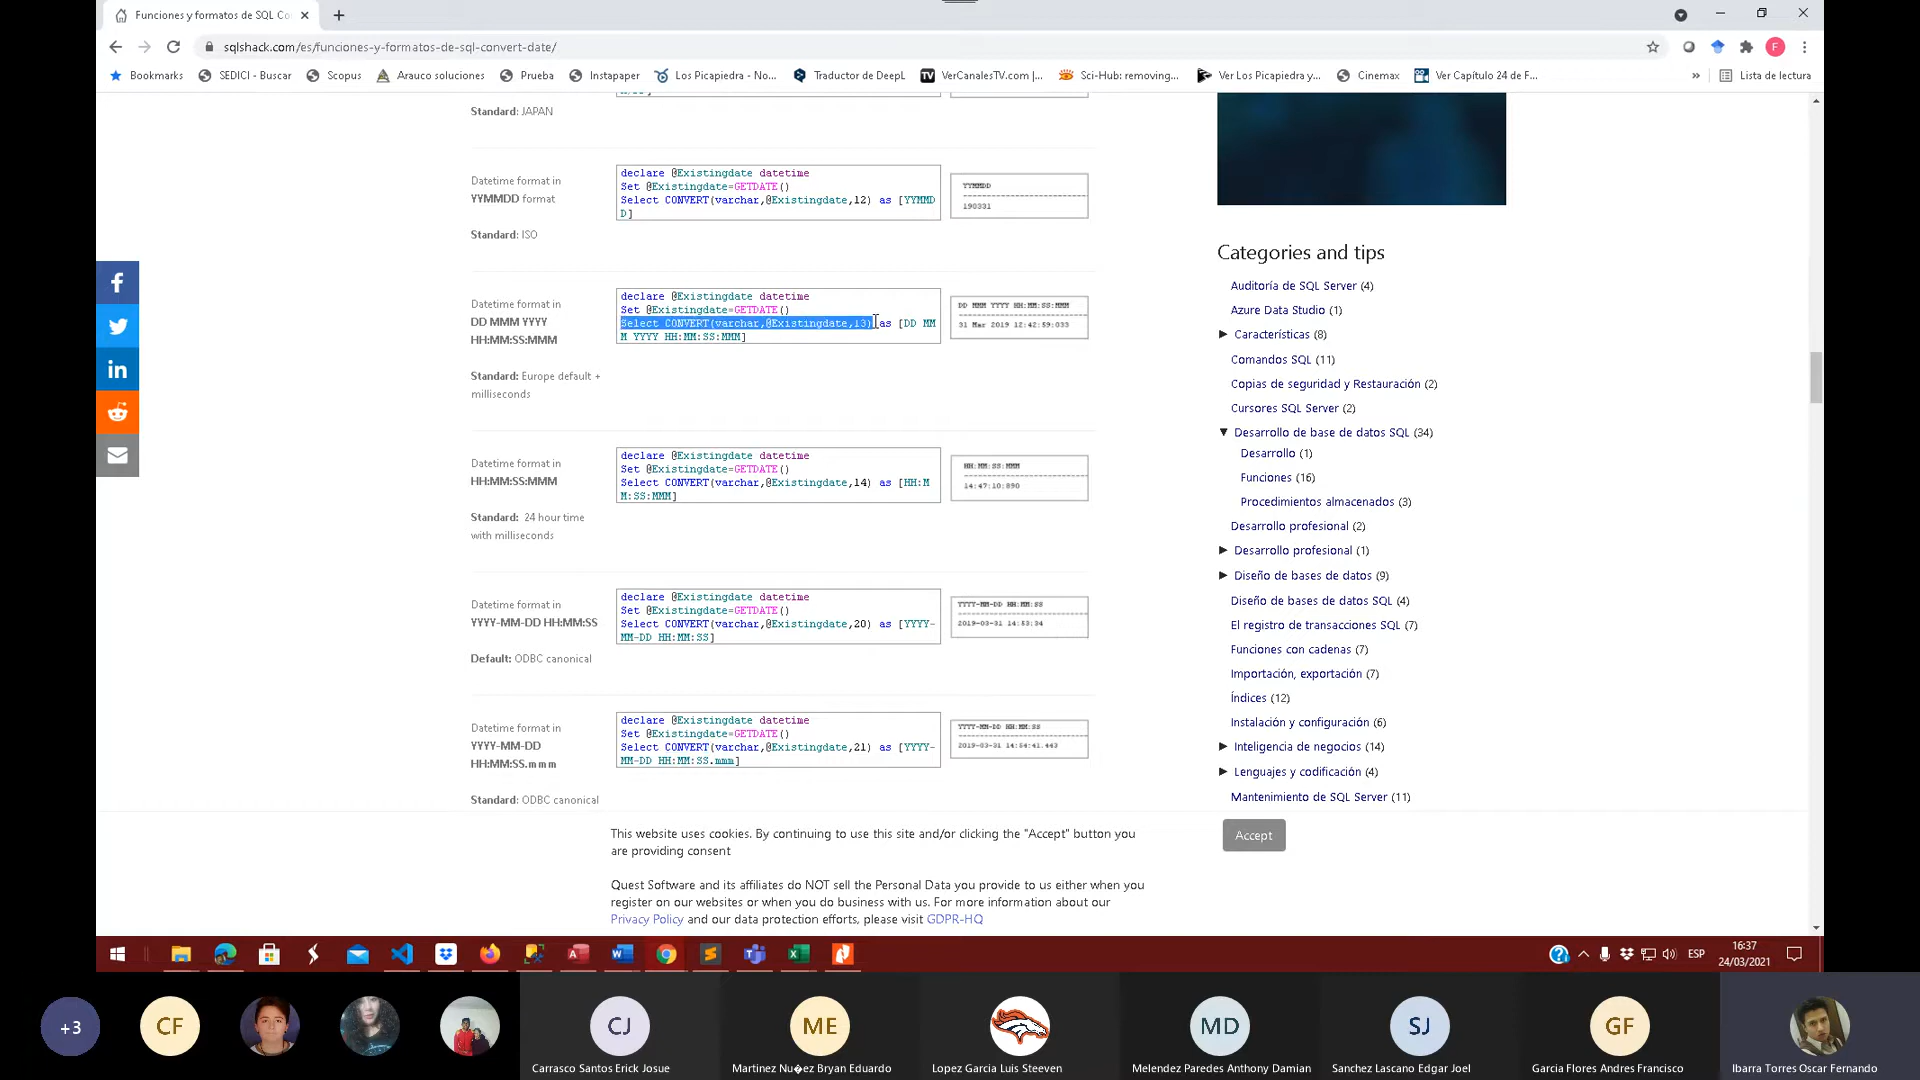 Funciones y formatos de SQL Co
sqlshack.com/es/funciones-y-formatos-de-sql-convert-date/
F
Bookmarks
SEDICI - Buscar
Scopus
Arauco soluciones
Prueba
Instapaper
Los Picapiedra - No...
Traductor de DeepL
VerCanalesTV.com |...
Sci-Hub: removing...
Ver Los Picapiedra y...
Cinemax
Ver Capítulo 24 de F...
»
Lista de lectura
Standard: JAPAN
Datetime format in
YYMMDD format
Standard: ISO
declare @Existingdate datetime
Set @Existingdate=GETDATE()
Select CONVERT(varchar,@Existingdate,12) as [YYMMD
D]
YYMMDD
190331
Datetime format in
DD MMM YYYY
HH:MM:SS:MMM
Standard: Europe default +
milliseconds
declare @Existingdate datetime
Set @Existingdate=GETDATE()
Select CONVERT(varchar,@Existingdate,13) as [DD MM
M YYYY HH:MM:SS:MMM]
DD MMM YYYY HH:MM:SS:MMM
31 Mar 2019 12:42:59:033
Datetime format in
HH:MM:SS:MMM
Standard: 24 hour time
with milliseconds
declare @Existingdate datetime
Set @Existingdate=GETDATE()
Select CONVERT(varchar,@Existingdate,14) as [HH:M
M:SS:MMM]
HH:MM:SS:MMM
14:47:10:890
Datetime format in
YYYY-MM-DD HH:MM:SS
Default: ODBC canonical
declare @Existingdate datetime
Set @Existingdate=GETDATE()
Select CONVERT(varchar,@Existingdate,20) as [YYYY-
MM-DD HH:MM:SS]
YYYY-MM-DD HH:MM:SS
2019-03-31 14:53:34
Datetime format in
YYYY-MM-DD
HH:MM:SS.mmm
Standard: ODBC canonical
declare @Existingdate datetime
Set @Existingdate=GETDATE()
Select CONVERT(varchar,@Existingdate,21) as [YYYY-
MM-DD HH:MM:SS.mmm]
YYYY-MM-DD HH:MM:SS
2019-03-31 14:54:41.443
Categories and tips
Auditoría de SQL Server (4)
Azure Data Studio (1)
Características (8)
Comandos SQL (11)
Copias de seguridad y Restauración (2)
Cursores SQL Server (2)
Desarrollo de base de datos SQL (34)
Desarrollo (1)
Funciones (16)
Procedimientos almacenados (3)
Desarrollo profesional (2)
Desarrollo profesional (1)
Diseño de bases de datos (9)
Diseño de bases de datos SQL (4)
El registro de transacciones SQL (7)
Funciones con cadenas (7)
Importación, exportación (7)
Índices (12)
Instalación y configuración (6)
Inteligencia de negocios (14)
Lenguajes y codificación (4)
Mantenimiento de SQL Server (11)
This website uses cookies. By continuing to use this site and/or clicking the "Accept" button you
are providing consent
Accept
Quest Software and its affiliates do NOT sell the Personal Data you provide to us either when you
register on our websites or when you do business with us. For more information about our
Privacy Policy and our data protection efforts, please visit GDPR-HQ
ESP
16:37
24/03/2021
+3
CF
CJ
ME
MD
SJ
GF
Carrasco Santos Erick Josue
Martinez Nu�ez Bryan Eduardo
Lopez Garcia Luis Steeven
Melendez Paredes Anthony Damian
Sanchez Lascano Edgar Joel
Garcia Flores Andres Francisco
Ibarra Torres Oscar Fernando